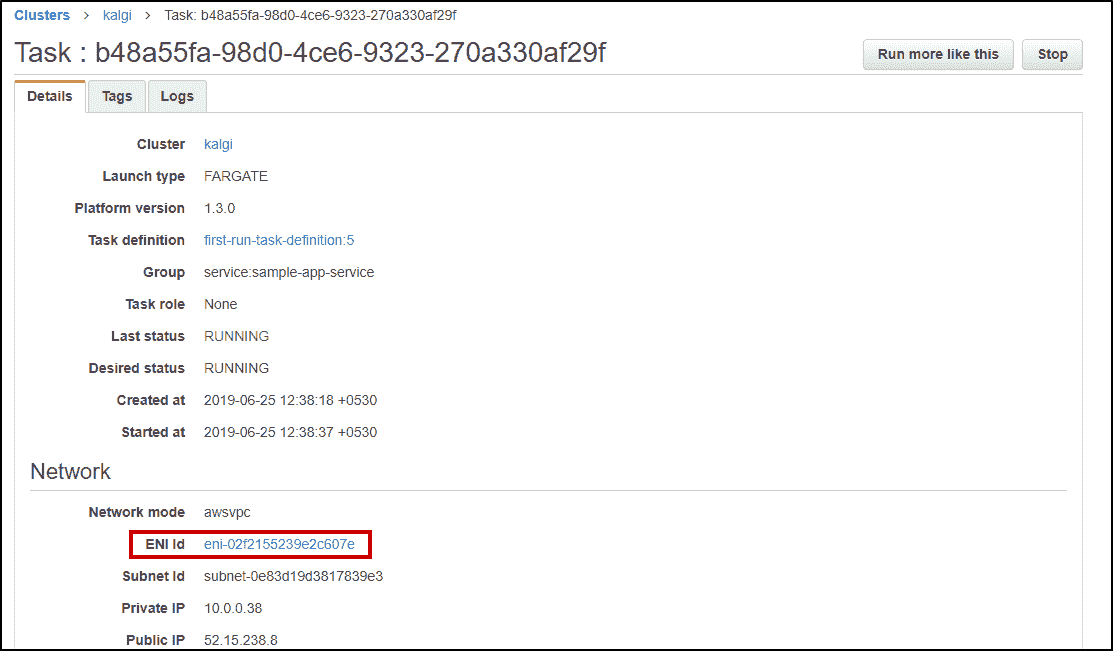 Clusters > kalgi > Task: b48a55fa-98d0-4ce6-9323-270a330af29f
Task : b48a55fa-98d0-4ce6-9323-270a330af29f
Run more like this Stop
Details Tags Logs
Cluster kalgi
Launch type FARGATE
Platform version 1.3.0
Task definition first-run-task-definition:5
Group service:sample-app-service
Task role None
Last status RUNNING
Desired status RUNNING
Created at 2019-06-25 12:38:18 +0530
Started at 2019-06-25 12:38:37 +0530
Network
Network mode awsvpc
ENI Id eni-02f2155239e2c607e
Subnet Id subnet-0e83d19d3817839e3
Private IP 10.0.0.38
Public IP 52.15.238.8